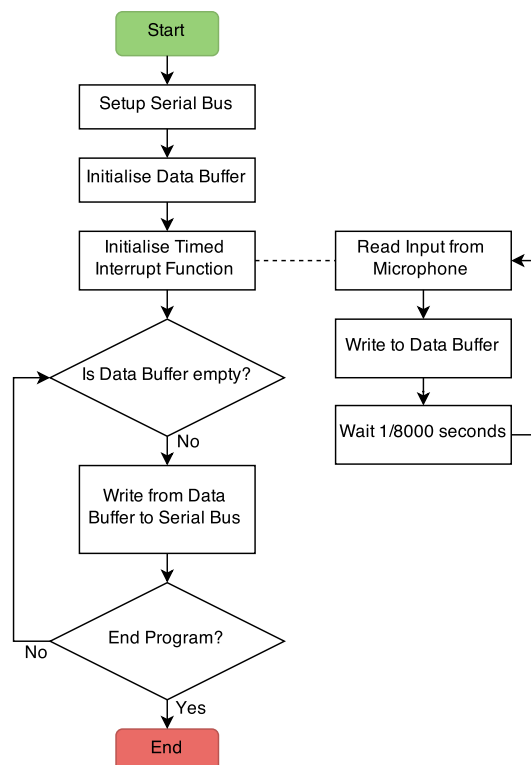 Start
Setup Serial Bus
Initialise Data Buffer
Initialise Timed
Interrupt Function
Read Input from
Microphone
Write to Data Buffer
Is Data Buffer empty?
Wait 1/8000 seconds
No
Write from Data
Buffer to Serial Bus
End Program?
No
Yes
End